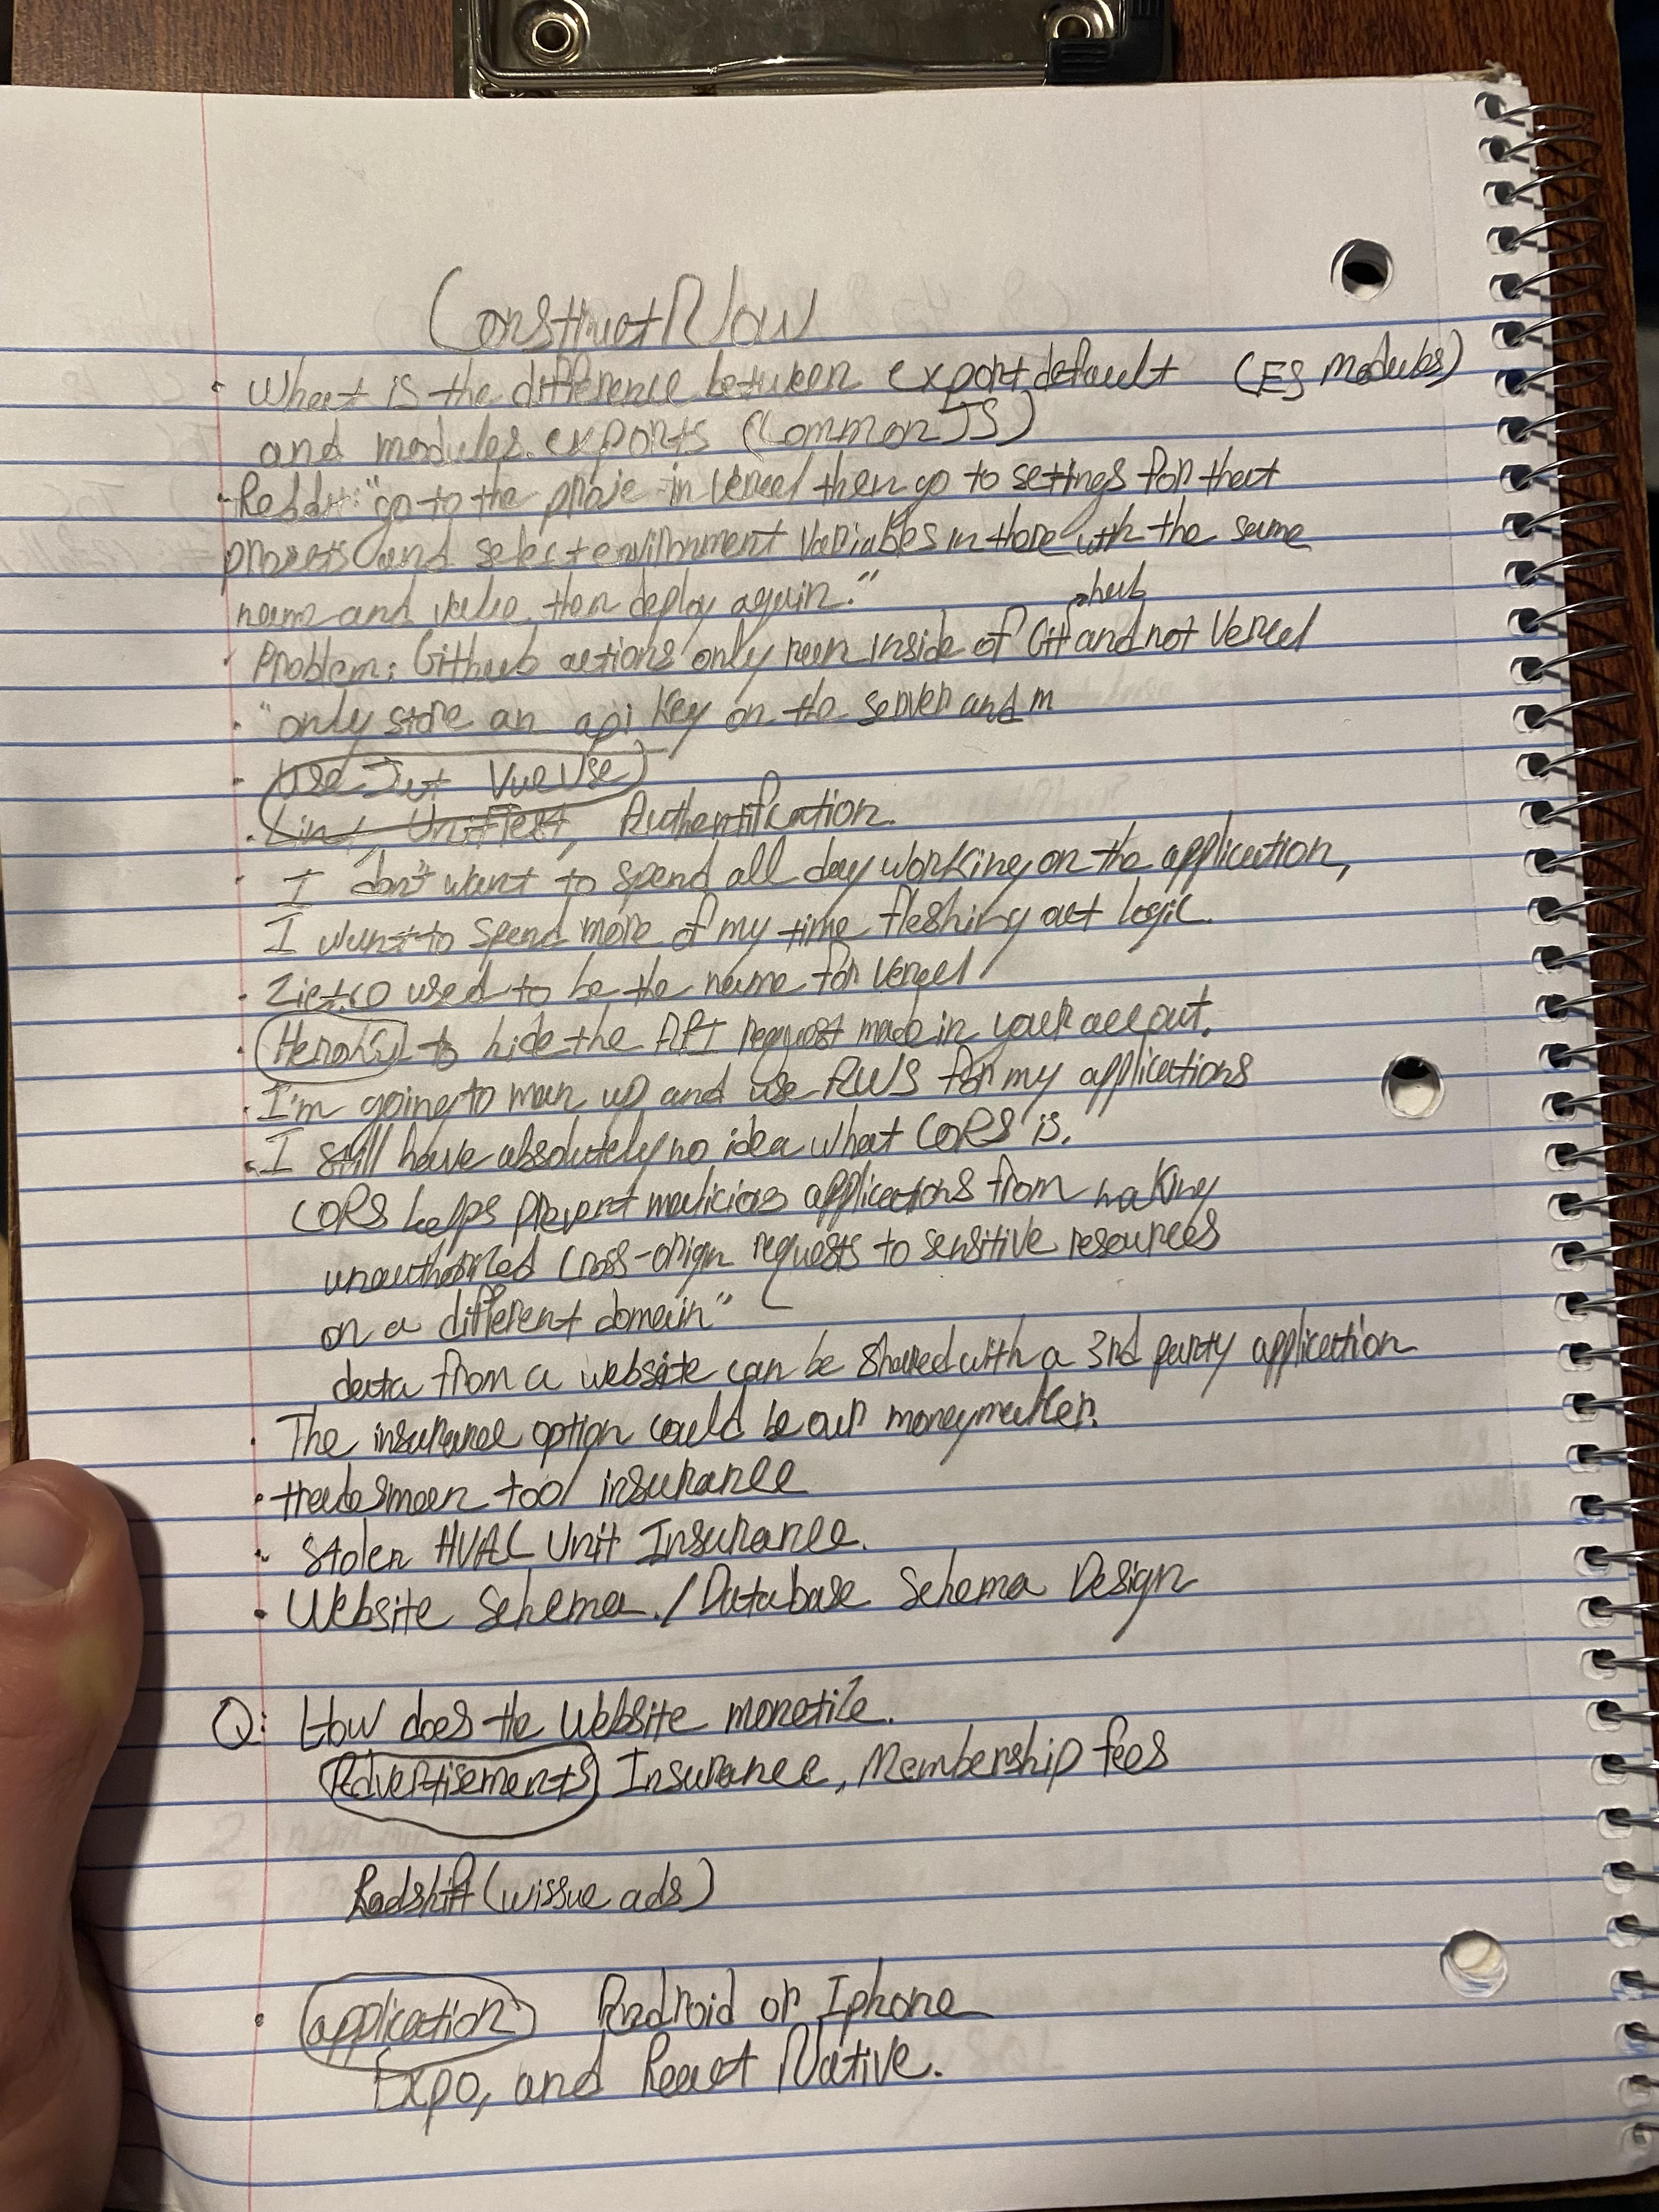 ConstructNow
• What is the difference between export default (ES modules)
and modules.exports (CommonJS)
• Reddit: "go to the proje in Vercel then go to settings for that
projects and select environment variables in there with the same
name and value, then deploy again."
hub
• Problem: Github actions only run inside of Git and not Vercel
• "only store an api key on the server and m
• Use Jet VueUse
• Lint, UnitTest, Authentification.
• I don't want to spend all day working on the application,
I want to spend more of my time fleshing out logic.
• used to be the name for Vercel
• Heroku to hide the API request made in your account.
• I'm going to man up and use AWS for my applications
• I still have absolutely no idea what CORS is.
CORS helps prevent malicious applications from making
unauthorized cross-origin requests to sensitive resources
on a different domain"
data from a website can be shared with a 3rd party application
• The insurance option could be our moneymaker.
• tradesman tool insurance
• Stolen HVAC Unit Insurance.
• Website Schema. / Database Schema Design
Q: How does the Website monetize.
Advertisements Insurance, Membership fees
Redshift ( ads)
• application Android or Iphone
Expo, and React Native.